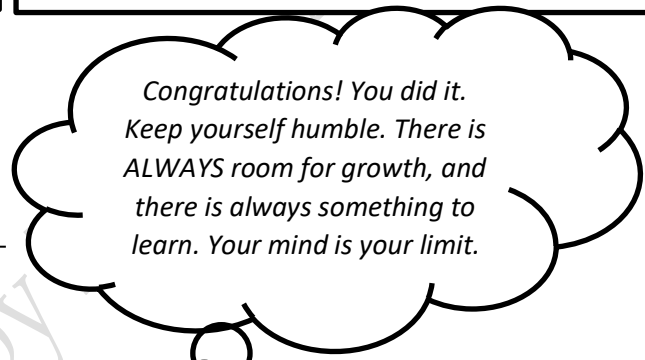 Congratulations! You did it.
Keep yourself humble. There is
ALWAYS room for growth, and
there is always something to
learn. Your mind is your limit.